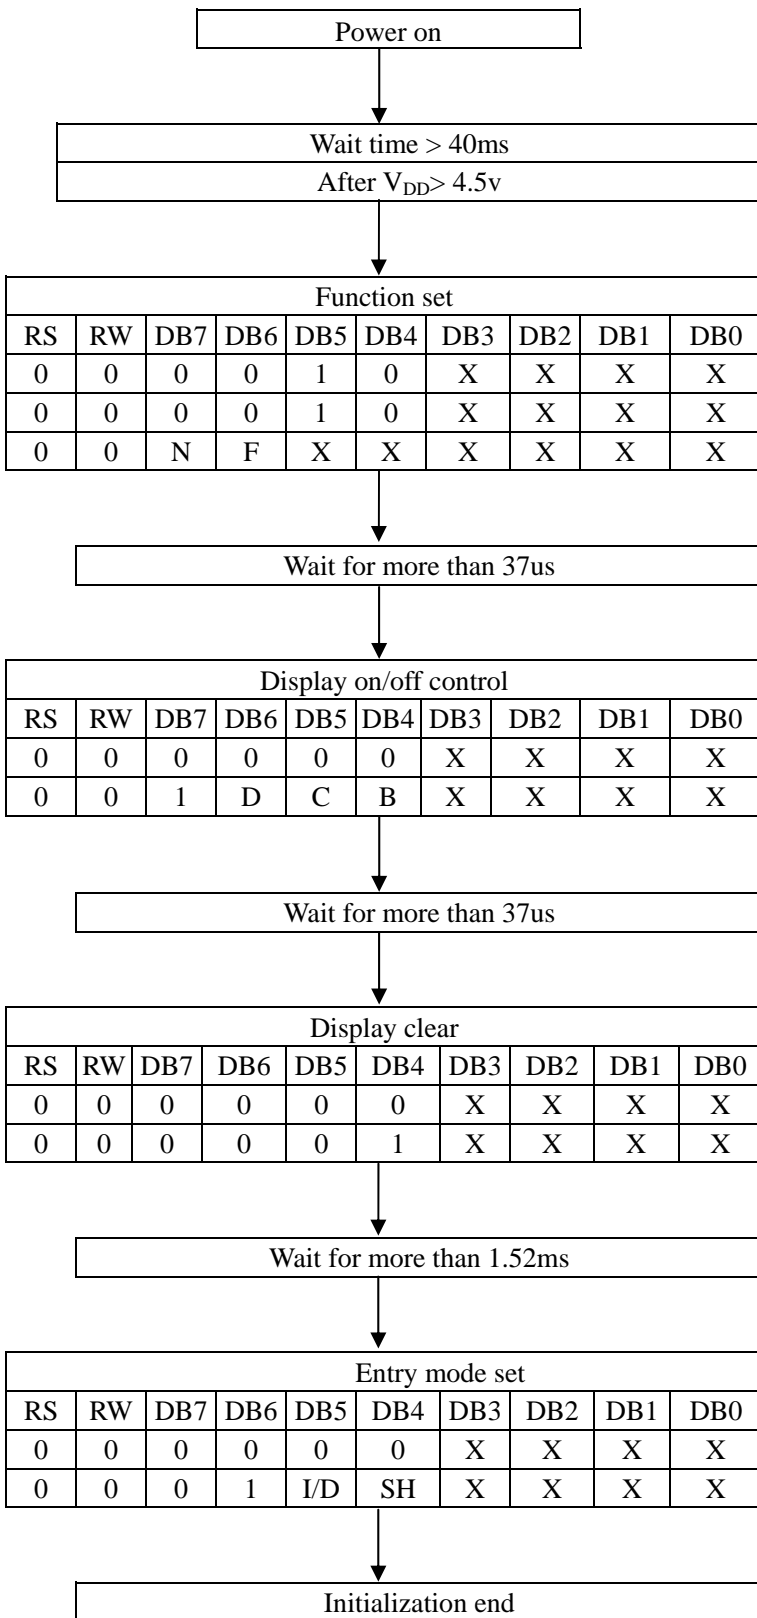 Power on
Wait time > 40ms
After VDD> 4.5v
Function set
RS RW DB7 DB6 DB5 DB4 DB3 DB2 DB1 DB0
0 0 0 0 1 0 X X X X
0 0 0 0 1 0 X X X X
0 0 N F X X X X X X
Wait for more than 37us
Display on/off control
RS RW DB7 DB6 DB5 DB4 DB3 DB2 DB1 DB0
0 0 0 0 0 0 X X X X
0 0 1 D C B X X X X
Wait for more than 37us
Display clear
RS RW DB7 DB6 DB5 DB4 DB3 DB2 DB1 DB0
0 0 0 0 0 0 X X X X
0 0 0 0 0 1 X X X X
Wait for more than 1.52ms
Entry mode set
RS RW DB7 DB6 DB5 DB4 DB3 DB2 DB1 DB0
0 0 0 0 0 0 X X X X
0 0 0 1 I/D SH X X X X
Initialization end